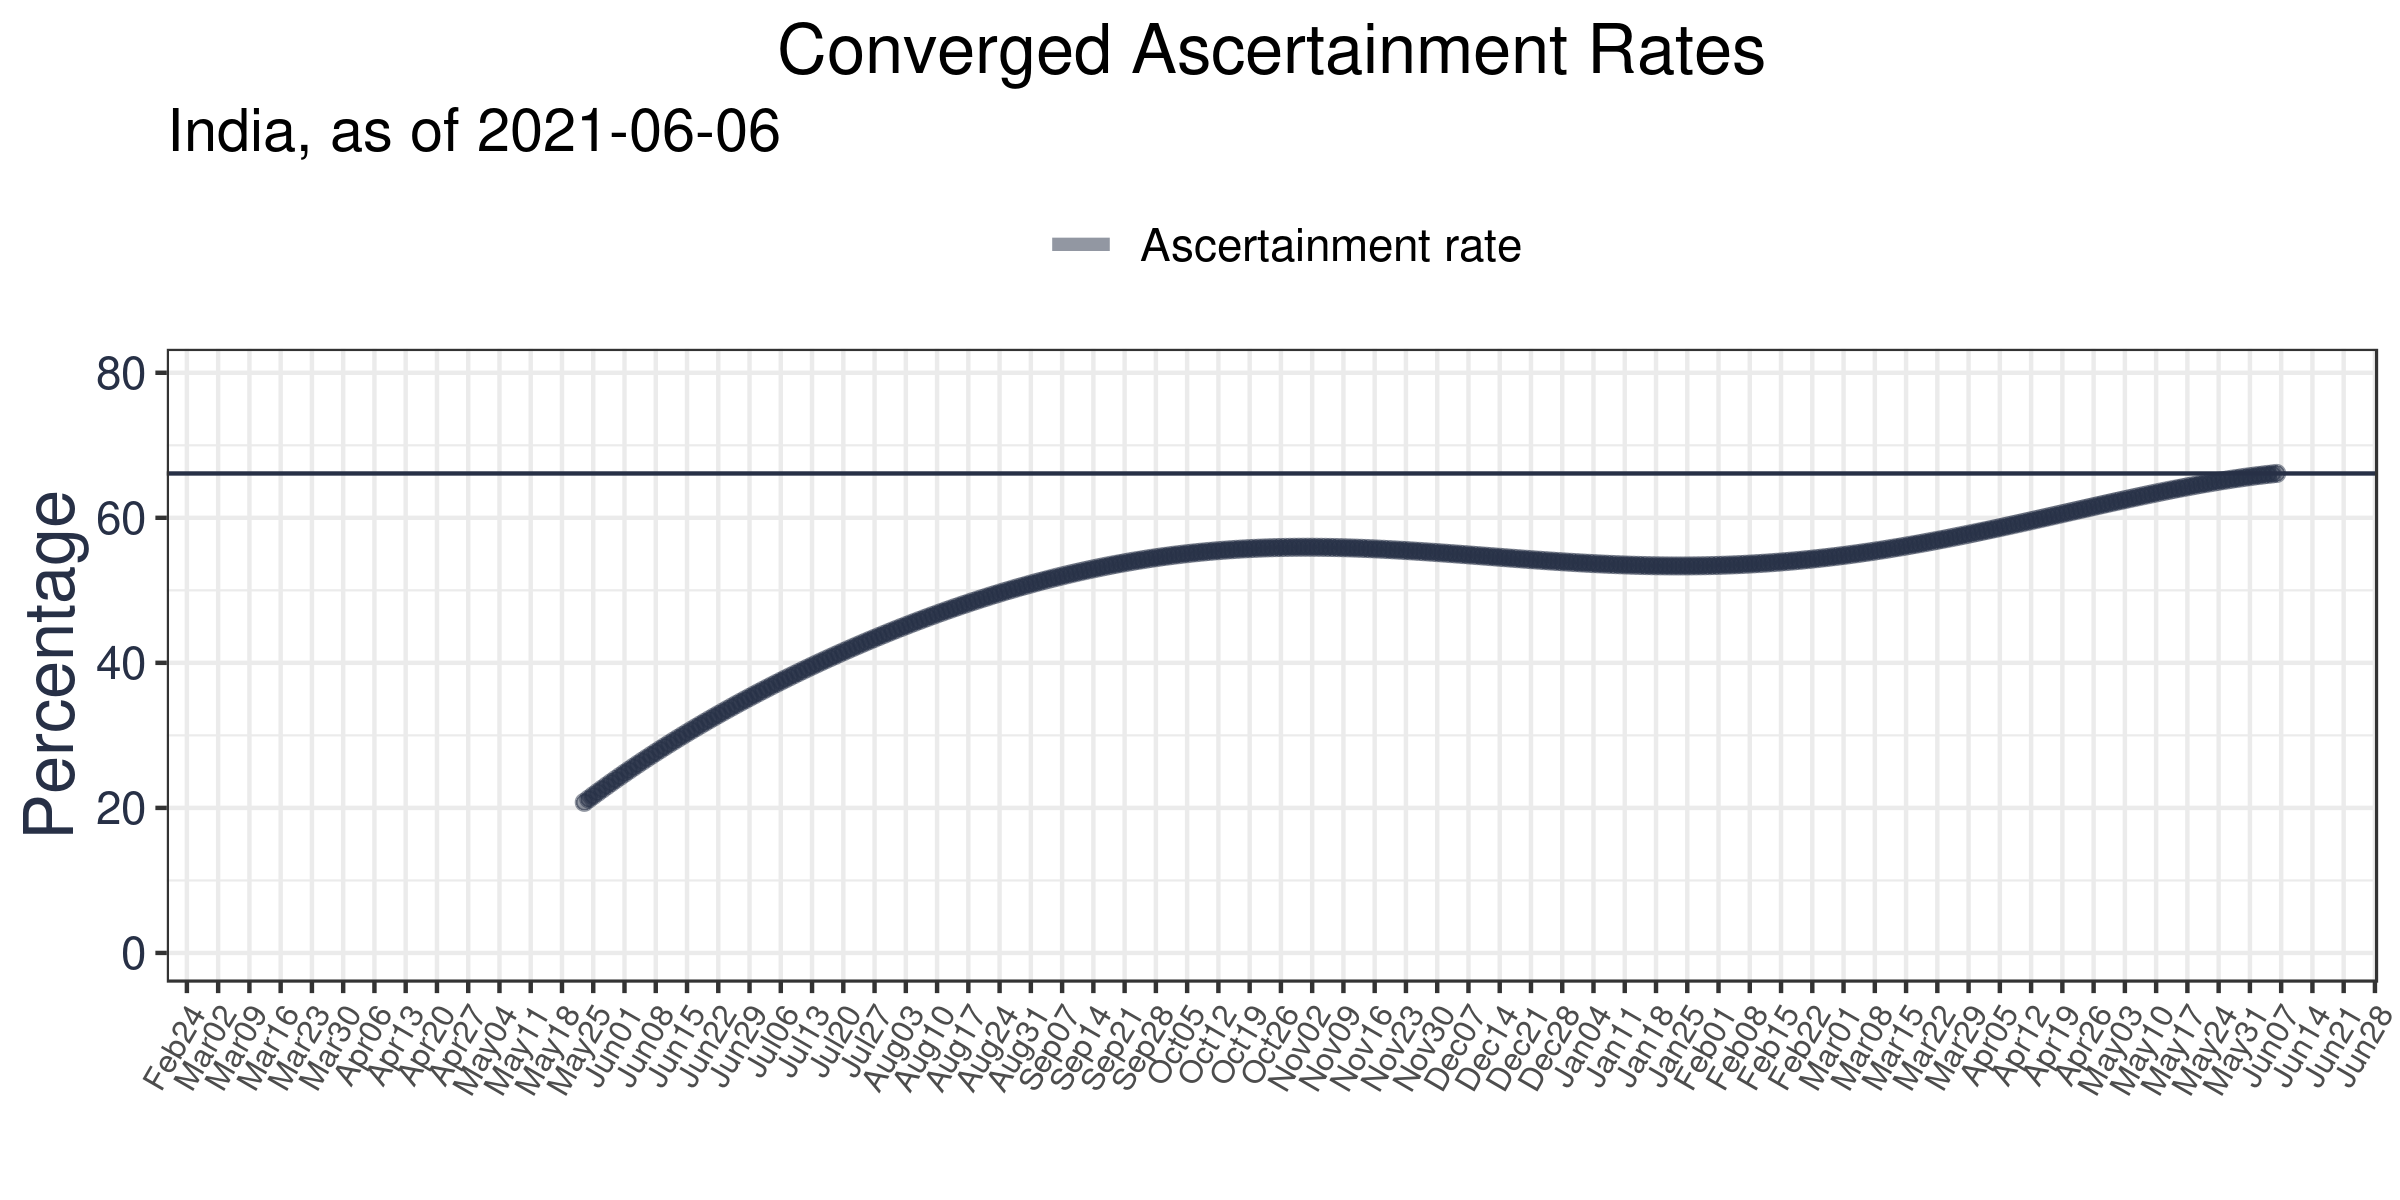 Converged Ascertainment Rates
India, as of 2021-06-06
Ascertainment rate
Percentage
80
60
40
20
0
Feb24
Mar02
Mar09
Mar16
Mar23
Mar30
Apr06
Apr13
Apr20
Apr27
May04
May11
May18
May25
Jun01
Jun08
Jun15
Jun22
Jun29
Jul06
Jul13
Jul20
Jul27
Aug03
Aug10
Aug17
Aug24
Aug31
Sep07
Sep14
Sep21
Sep28
Oct05
Oct12
Oct19
Oct26
Nov02
Nov09
Nov16
Nov23
Nov30
Dec07
Dec14
Dec21
Dec28
Jan04
Jan11
Jan18
Jan25
Feb01
Feb08
Feb15
Feb22
Mar01
Mar08
Mar15
Mar22
Mar29
Apr05
Apr12
Apr19
Apr26
May03
May10
May17
May24
May31
Jun07
Jun14
Jun21
Jun28